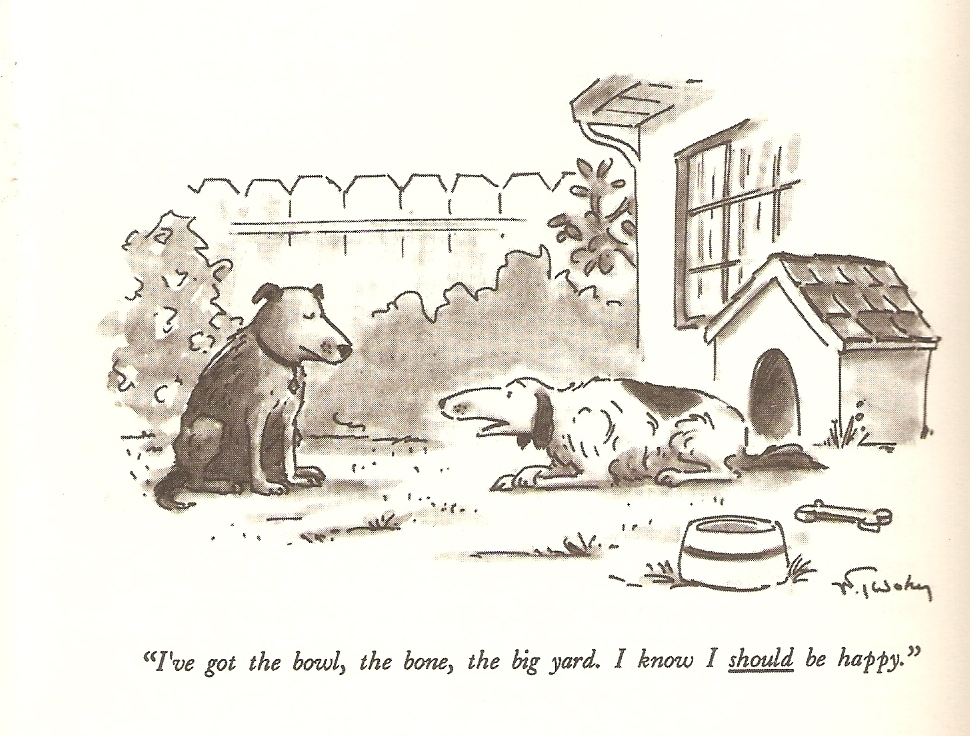 “I've got the bowl, the bone, the big yard. I know I should be happy.”